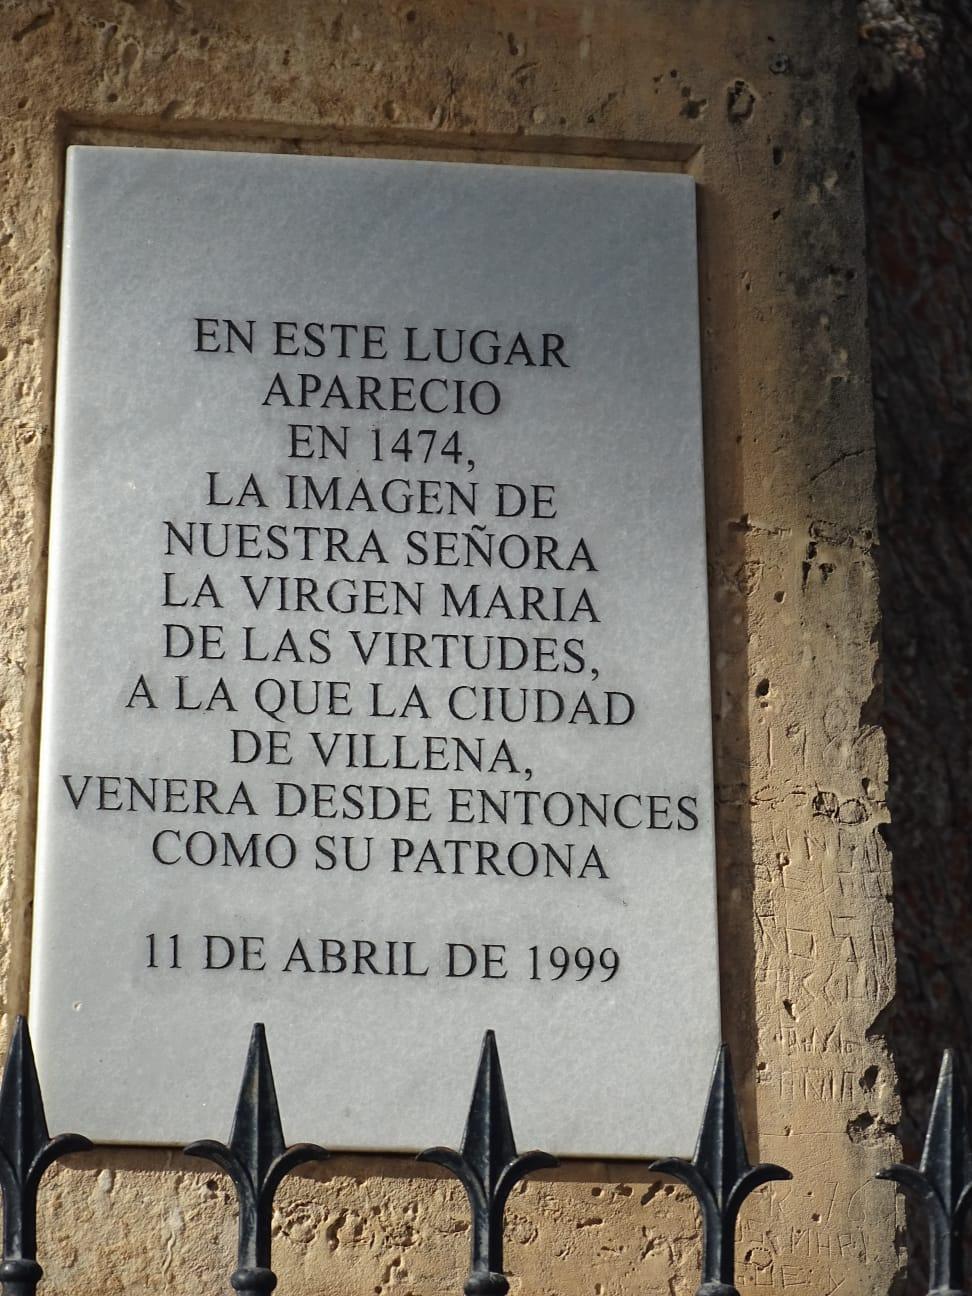 EN ESTE LUGAR
APARECIO
EN 1474,
LA IMAGEN DE
NUESTRA SEÑORA
LA VIRGEN MARIA
DE LAS VIRTUDES,
A LA QUE LA CIUDAD
DE VILLENA,
VENERA DESDE ENTONCES
COMO SU PATRONA
11 DE ABRIL DE 1999